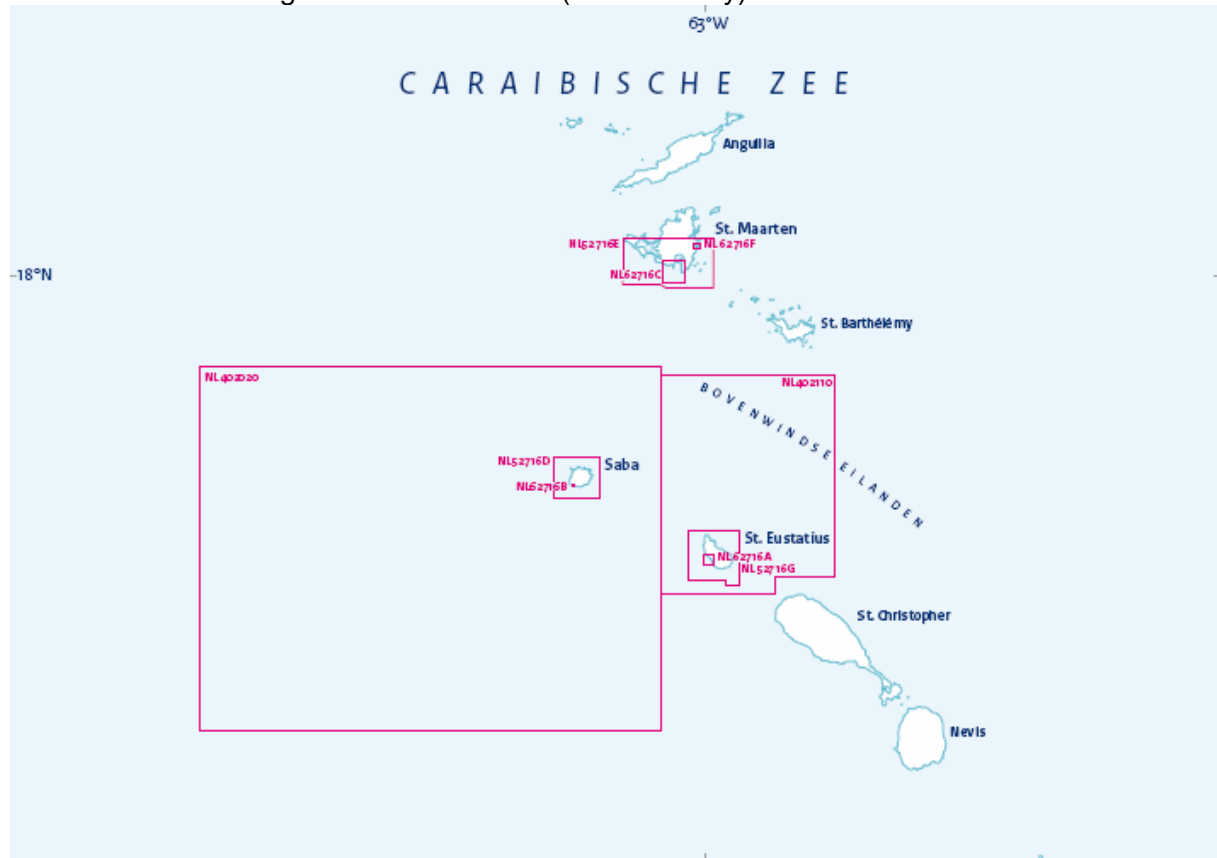 63°W
CARAIBISCHE ZEE
Anguilla
St. Maarten
NL52716E
NL62716F
18°N
NL62716C
St. Barthélémy
NL402020
NL402110
BOVENWINDSE EILANDEN
NL52716D
Saba
NL62716B
St. Eustatius
NL62716A
NL52716G
St. Christopher
Nevis